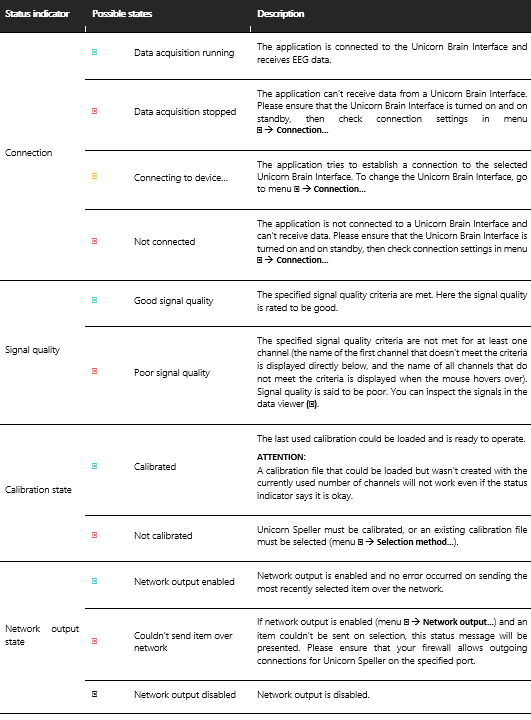 Status indicator Possible states Description
Connection
Data acquisition running
The application is connected to the Unicorn Brain Interface and
receives EEG data.
Data acquisition stopped
The application can't receive data from a Unicorn Brain Interface.
Please ensure that the Unicorn Brain Interface is turned on and on
standby, then check connection settings in menu
→ Connection...
Connecting to device...
The application tries to establish a connection to the selected
Unicorn Brain Interface. To change the Unicorn Brain Interface, go
to menu → Connection...
Not connected
The application is not connected to a Unicorn Brain Interface and
can't receive data. Please ensure that the Unicorn Brain Interface is
turned on and on standby, then check connection settings in menu
→ Connection...
Signal quality
Good signal quality
The specified signal quality criteria are met. Here the signal quality
is rated to be good.
Poor signal quality
The specified signal quality criteria are not met for at least one
channel (the name of the first channel that doesn't meet the criteria
is displayed directly below, and the name of all channels that do
not meet the criteria is displayed when the mouse hovers over).
Signal quality is said to be poor. You can inspect the signals in the
data viewer ().
Calibration state
Calibrated
The last used calibration could be loaded and is ready to operate.
ATTENTION:
A calibration file that could be loaded but wasn't created with the
currently used number of channels will not work even if the status
indicator says it is okay.
Not calibrated
Unicorn Speller must be calibrated, or an existing calibration file
must be selected (menu → Selection method...).
Network output
state
Network output enabled
Network output is enabled and no error occurred on sending the
most recently selected item over the network.
Couldn't send item over
network
If network output is enabled (menu → Network output...) and an
item couldn't be sent on selection, this status message will be
presented. Please ensure that your firewall allows outgoing
connections for Unicorn Speller on the specified port.
Network output disabled
Network output is disabled.